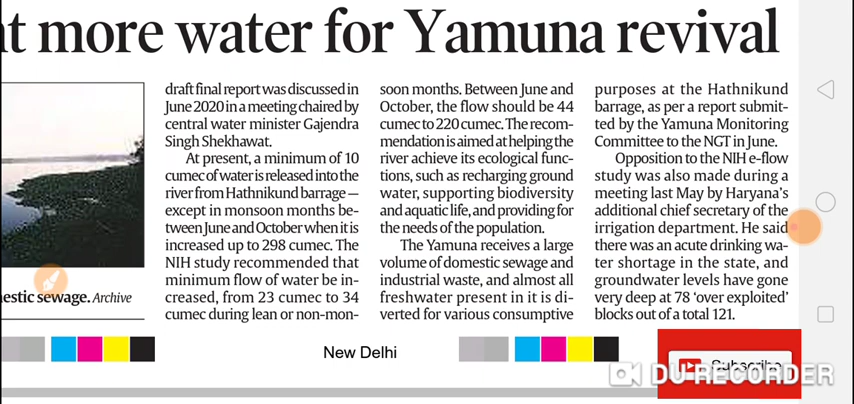 t more water for Yamuna revival
draft final report was discussed in
June 2020 in a meeting chaired by
central water minister Gajendra
Singh Shekhawat.
At present, a minimum of 10
cumec of water is released into the
river from Hathnikund barrage —
except in monsoon months be-
tween June and October when it is
increased up to 298 cumec. The
NIH study recommended that
minimum flow of water be in-
creased, from 23 cumec to 34
cumec during lean or non-mon-
soon months. Between June and
October, the flow should be 44
cumec to 220 cumec. The recom-
mendation is aimed at helping the
river achieve its ecological func-
tions, such as recharging ground
water, supporting biodiversity
and aquatic life, and providing for
the needs of the population.
The Yamuna receives a large
volume of domestic sewage and
industrial waste, and almost all
freshwater present in it is di-
verted for various consumptive
purposes at the Hathnikund
barrage, as per a report submit-
ted by the Yamuna Monitoring
Committee to the NGT in June.
Opposition to the NIH e-flow
study was also made during a
meeting last May by Haryana's
additional chief secretary of the
irrigation department. He said
there was an acute drinking wa-
ter shortage in the state, and
groundwater levels have gone
very deep at 78 'over exploited'
blocks out of a total 121.
estic sewage. Archive
New Delhi
Subscribe
DU RECORDER